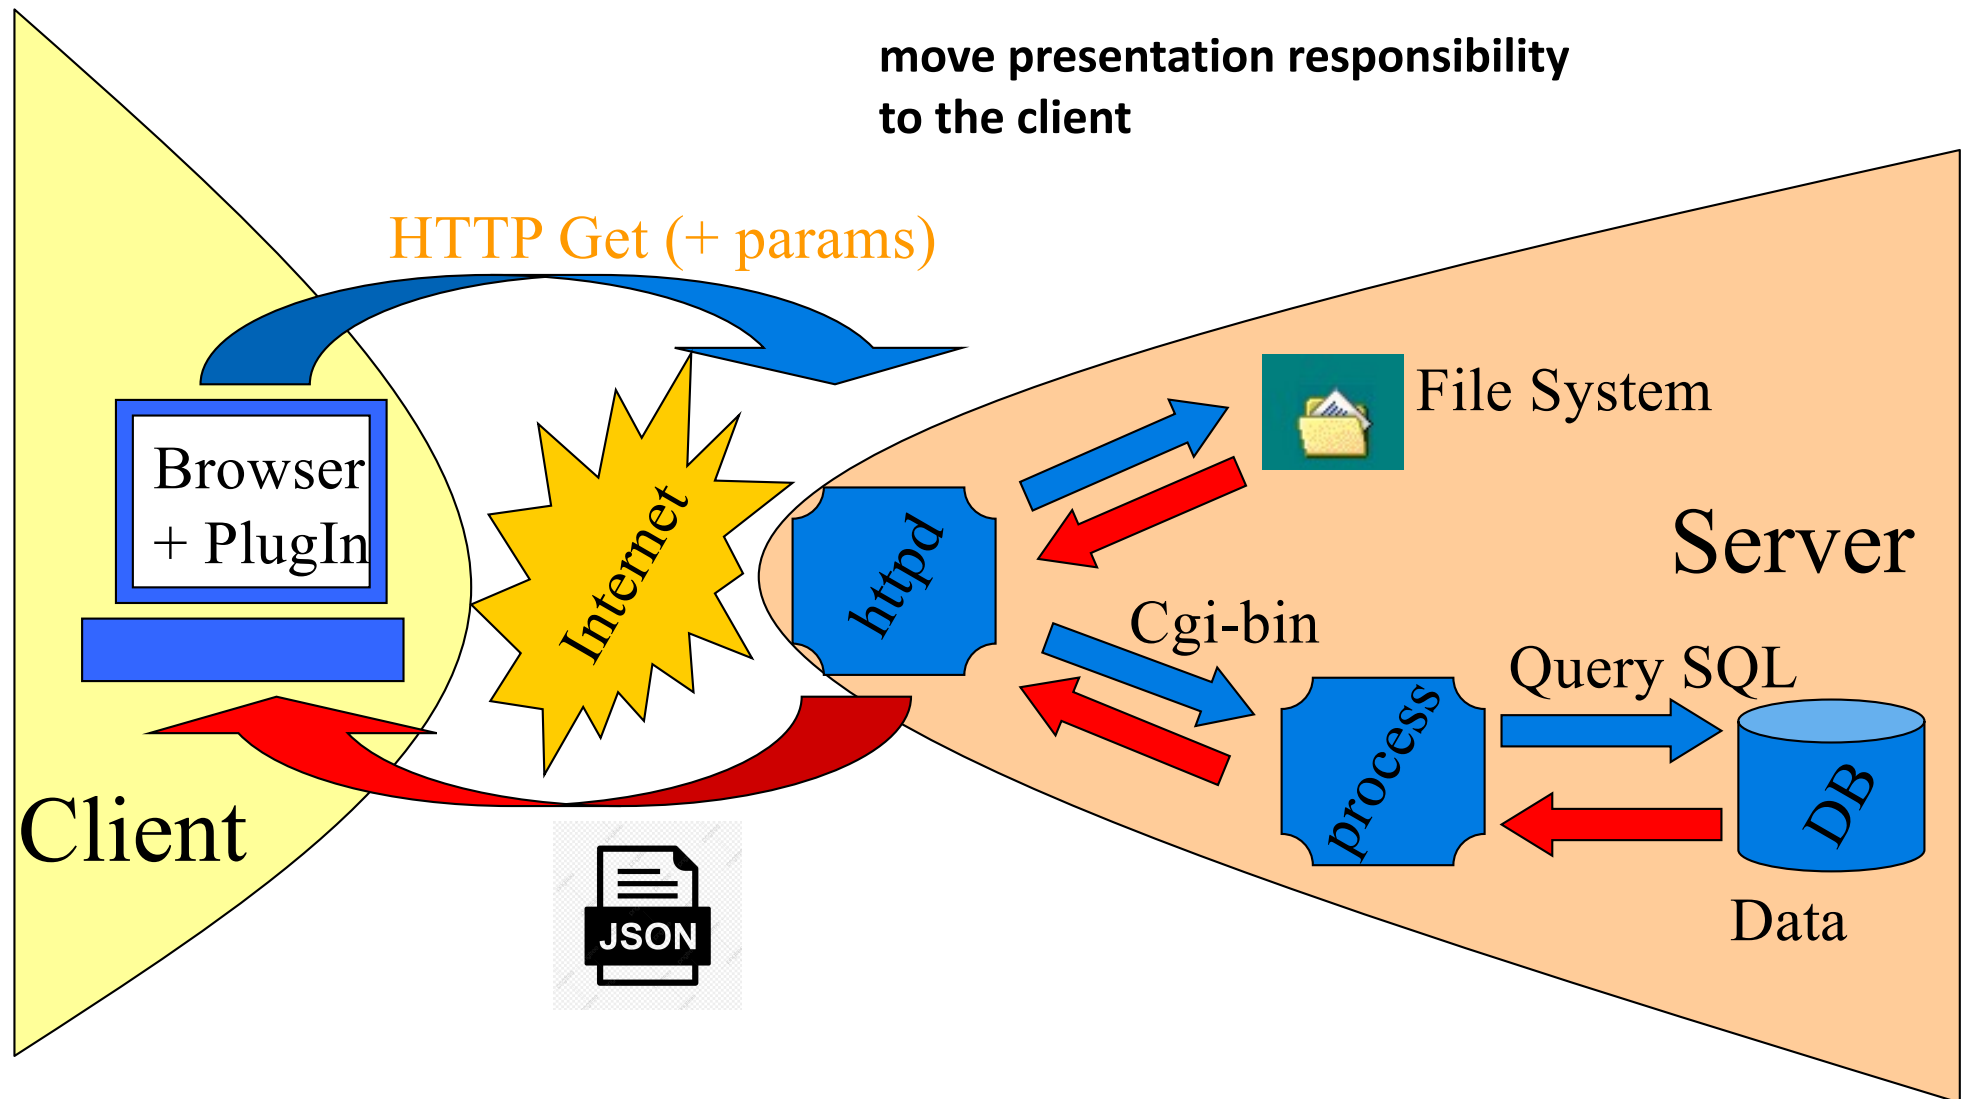 move presentation responsibility
to the client
HTTP Get (+ params)
File System
Browser
+ PlugIn
Internet
httpd
Server
Cgi-bin
Query SQL
process
DB
Client
Data
JSON